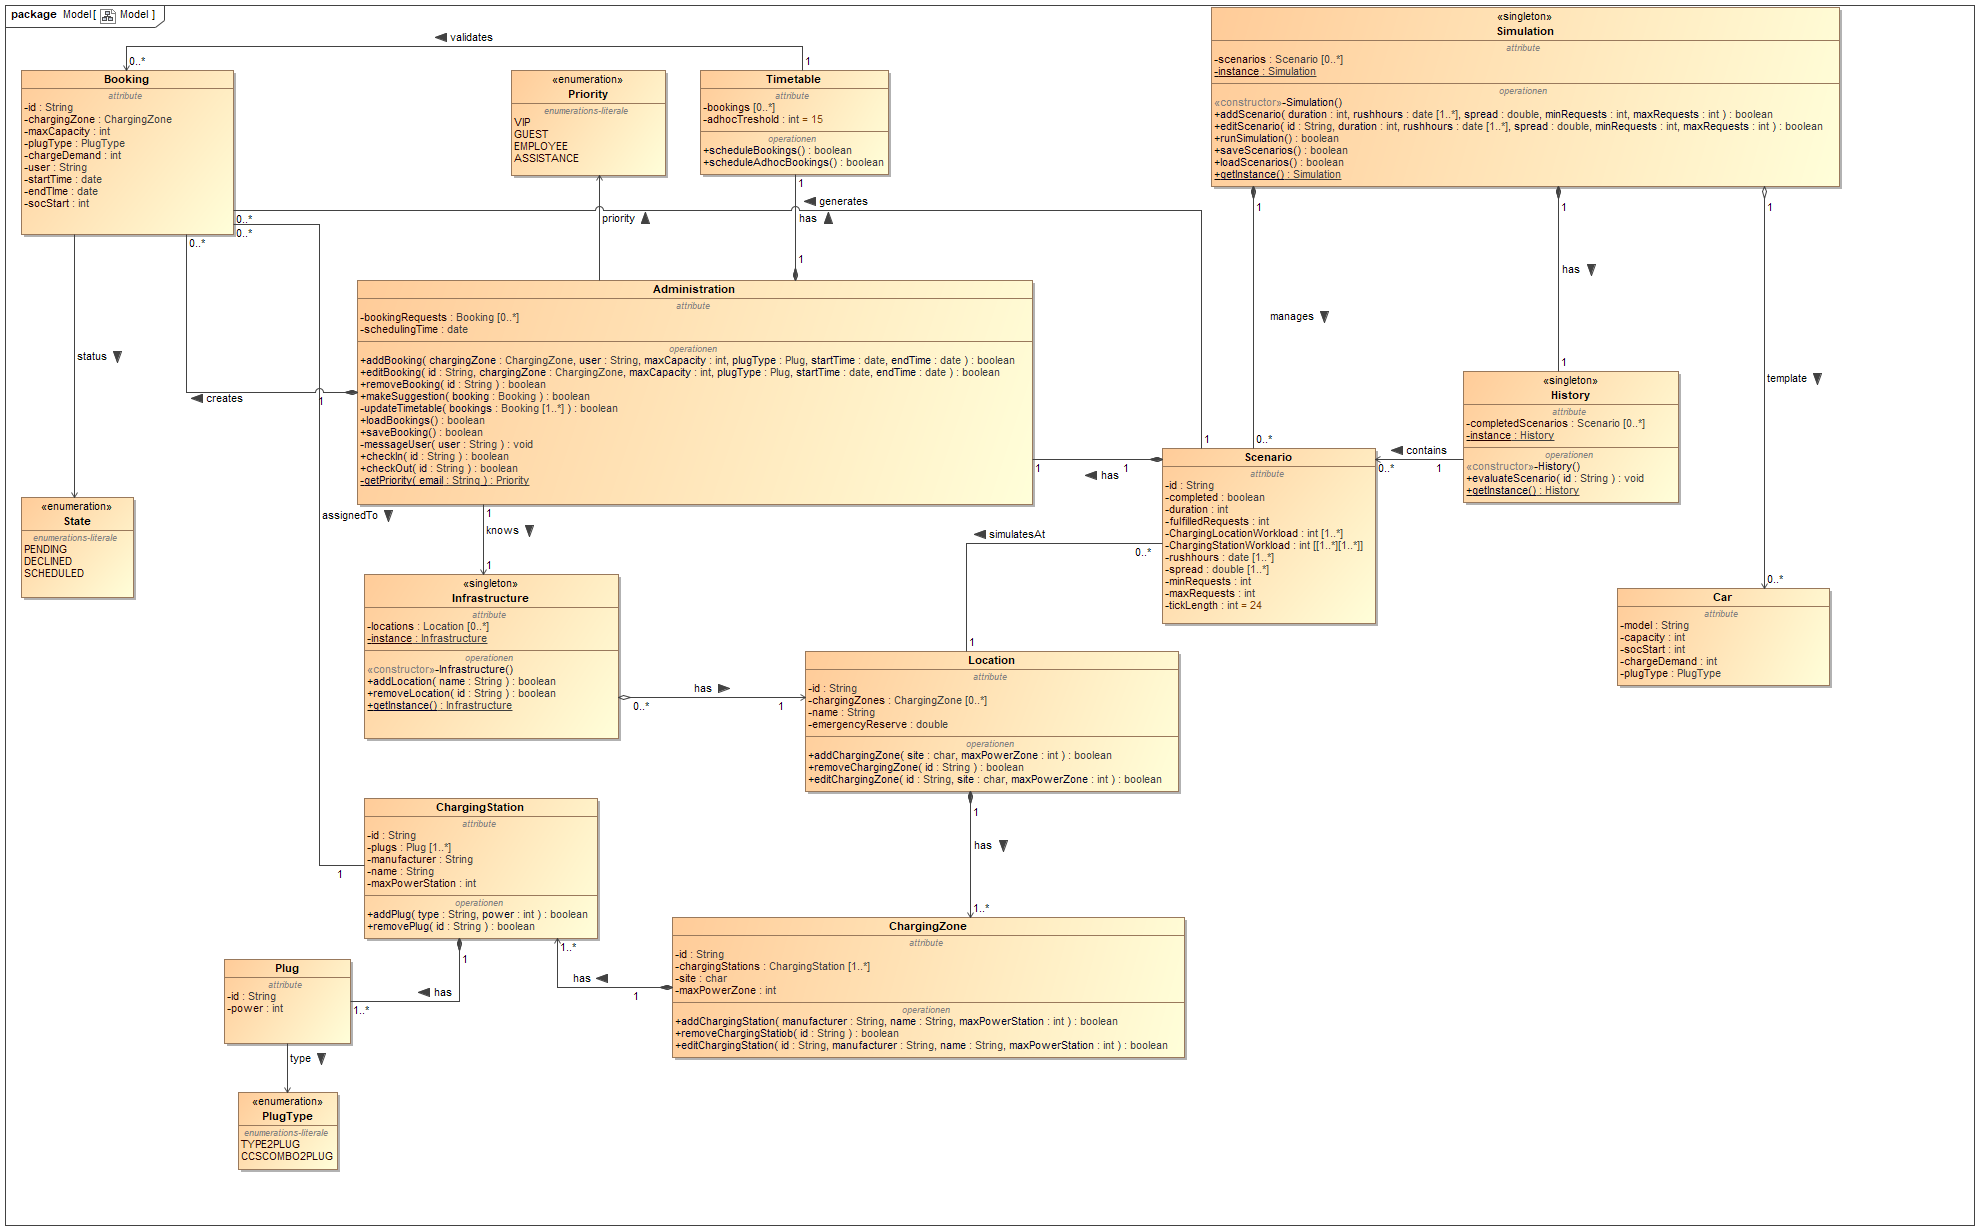 package Model[ Model ]
validates
0..*
1
Booking
attribute
-id : String
-chargingZone : ChargingZone
-maxCapacity : int
-plugType : PlugType
-chargeDemand : int
-user : String
-startTime : date
-endTIme : date
-socStart : int
«enumeration»
Priority
enumerations-literale
VIP
GUEST
EMPLOYEE
ASSISTANCE
Timetable
attribute
-bookings [0..*]
-adhocTreshold : int = 15
operationen
+scheduleBookings() : boolean
+scheduleAdhocBookings() : boolean
«singleton»
Simulation
attribute
-scenarios : Scenario [0..*]
-instance : Simulation
operationen
«constructor»-Simulation()
+addScenario( duration : int, rushhours : date [1..*], spread : double, minRequests : int, maxRequests : int ) : boolean
+editScenario( id : String, duration : int, rushhours : date [1..*], spread : double, minRequests : int, maxRequests : int ) : boolean
+runSimulation() : boolean
+saveScenarios() : boolean
+loadScenarios() : boolean
+getInstance() : Simulation
1
generates
0..*
0..*
0..*
priority
has
1
1
1
1
has
manages
0..*
1
template
0..*
status
creates
1
Administration
attribute
-bookingRequests : Booking [0..*]
-schedulingTime : date
operationen
+addBooking( chargingZone : ChargingZone, user : String, maxCapacity : int, plugType : Plug, startTime : date, endTime : date ) : boolean
+editBooking( id : String, chargingZone : ChargingZone, maxCapacity : int, plugType : Plug, startTime : date, endTime : date ) : boolean
+removeBooking( id : String ) : boolean
+makeSuggestion( booking : Booking ) : boolean
-updateTimetable( bookings : Booking [1..*] ) : boolean
+loadBookings() : boolean
+saveBooking() : boolean
-messageUser( user : String ) : void
+checkIn( id : String ) : boolean
+checkOut( id : String ) : boolean
-getPriority( email : String ) : Priority
1
1
1
has
«singleton»
History
attribute
-completedScenarios : Scenario [0..*]
-instance : History
operationen
«constructor»-History()
+evaluateScenario( id : String ) : void
+getInstance() : History
contains
0..*
1
Scenario
attribute
-id : String
-completed : boolean
-duration : int
-fulfilledRequests : int
-ChargingLocationWorkload : int [1..*]
-ChargingStationWorkload : int [[1..*][1..*]]
-rushhours : date [1..*]
-spread : double [1..*]
-minRequests : int
-maxRequests : int
-tickLength : int = 24
«enumeration»
State
enumerations-literale
PENDING
DECLINED
SCHEDULED
assignedTo
1
knows
1
simulatesAt
0..*
1
«singleton»
Infrastructure
attribute
-locations : Location [0..*]
-instance : Infrastructure
operationen
«constructor»-Infrastructure()
+addLocation( name : String ) : boolean
+removeLocation( id : String ) : boolean
+getInstance() : Infrastructure
has
0..*
1
Location
attribute
-id : String
-chargingZones : ChargingZone [0..*]
-name : String
-emergencyReserve : double
operationen
+addChargingZone( site : char, maxPowerZone : int ) : boolean
+removeChargingZone( id : String ) : boolean
+editChargingZone( id : String, site : char, maxPowerZone : int ) : boolean
Car
attribute
-model : String
-capacity : int
-socStart : int
-chargeDemand : int
-plugType : PlugType
1
has
1..*
ChargingStation
attribute
-id : String
-plugs : Plug [1..*]
-manufacturer : String
-name : String
-maxPowerStation : int
operationen
+addPlug( type : String, power : int ) : boolean
+removePlug( id : String ) : boolean
1
1
1..*
has
1
ChargingZone
attribute
-id : String
-chargingStations : ChargingStation [1..*]
-site : char
-maxPowerZone : int
operationen
+addChargingStation( manufacturer : String, name : String, maxPowerStation : int ) : boolean
+removeChargingStatiob( id : String ) : boolean
+editChargingStation( id : String, manufacturer : String, name : String, maxPowerStation : int ) : boolean
Plug
attribute
-id : String
-power : int
has
1..*
type
«enumeration»
PlugType
enumerations-literale
TYPE2PLUG
CCSCOMBO2PLUG